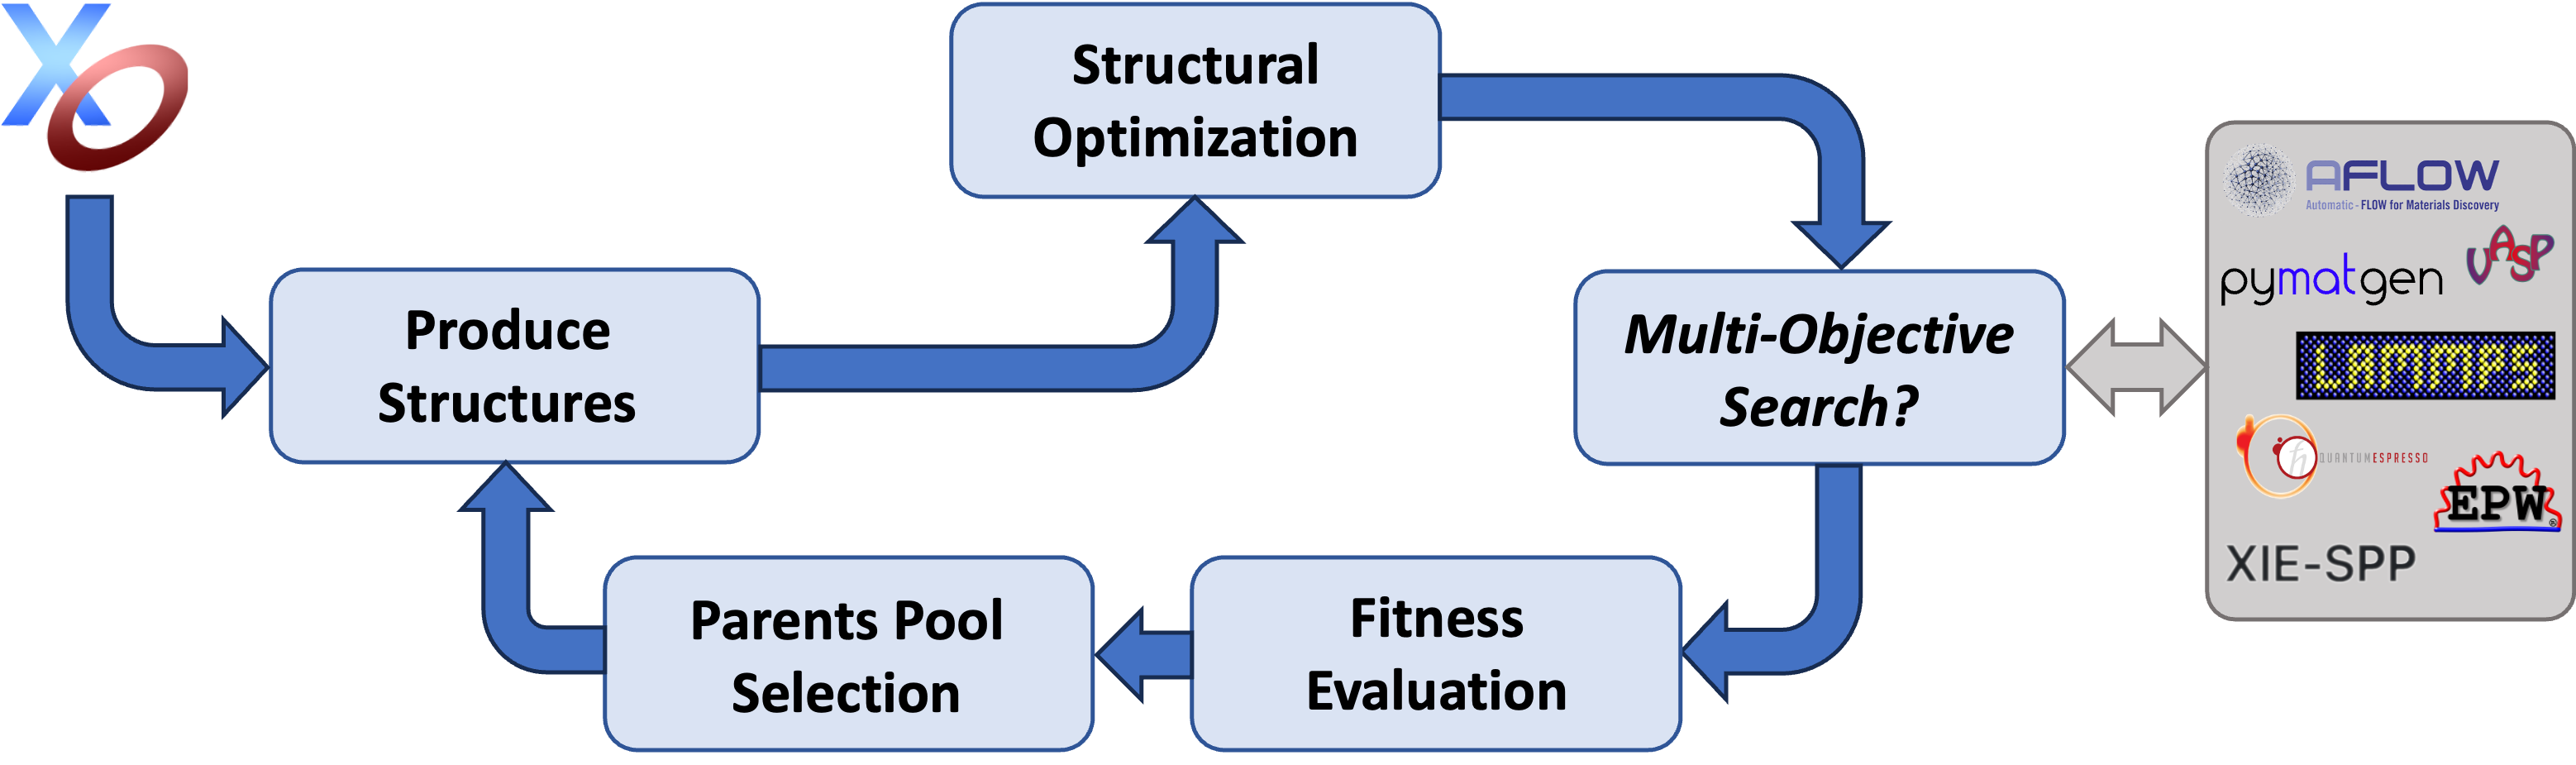 XO
Structural
Optimization
Produce
Structures
Multi-Objective
Search?
Parents Pool
Selection
Fitness
Evaluation
AFLOW
Automatic - FLOW for Materials Discovery
VASP
pymatgen
LAMMPS
ℏ
QUANTUMESPRESSO
EPW®
XIE-SPP